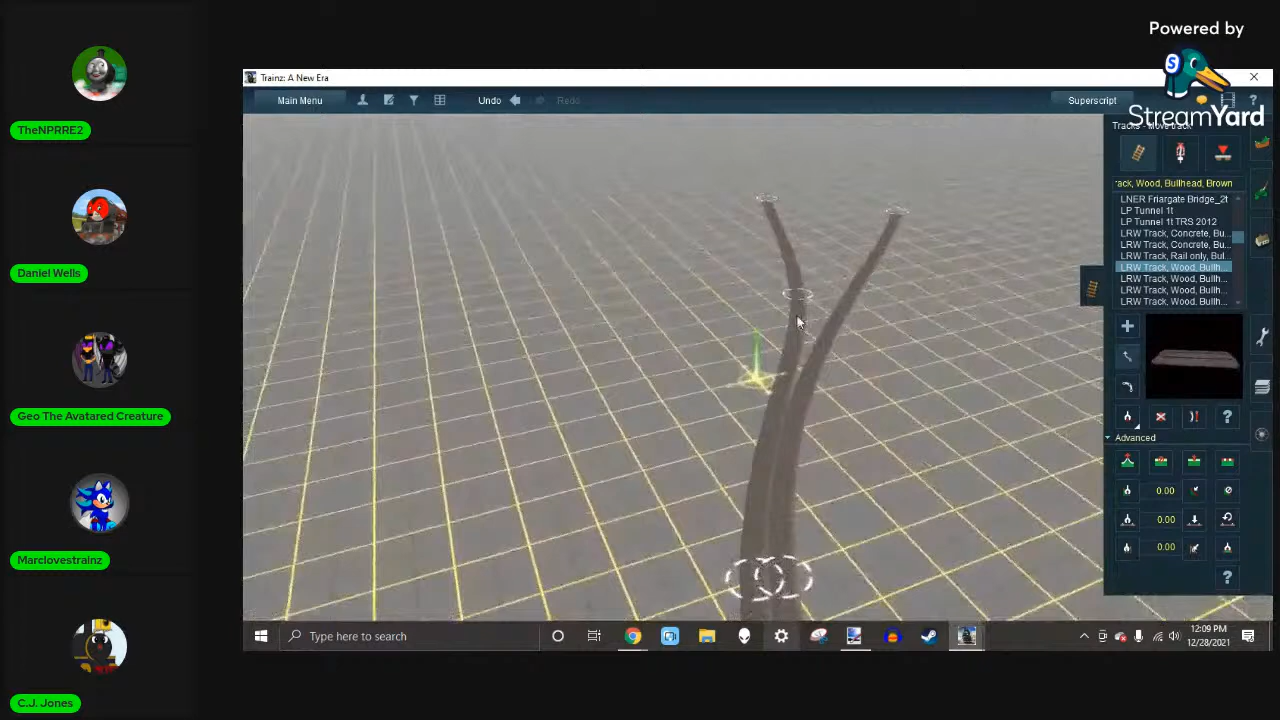 Powered by
StreamYard
TheNPRRE2
Daniel Wells
Geo The Avatared Creature
Marclovestrainz
C.J. Jones
Trainz: A New Era
Main Menu
Undo
Redo
Superscript
Tracks - Move track
rack, Wood, Bullhead, Brown
LNER Friargate Bridge_2t
LP Tunnel 1t
LP Tunnel 1t TRS 2012
LRW Track, Concrete, Bu...
LRW Track, Concrete, Bu...
LRW Track, Rail only, Bul...
LRW Track, Wood, Bullh...
LRW Track, Wood, Bullh...
LRW Track, Wood, Bullh...
LRW Track, Wood, Bullh...
Advanced
0.00
0.00
0.00
Type here to search
12:09 PM
12/28/2021